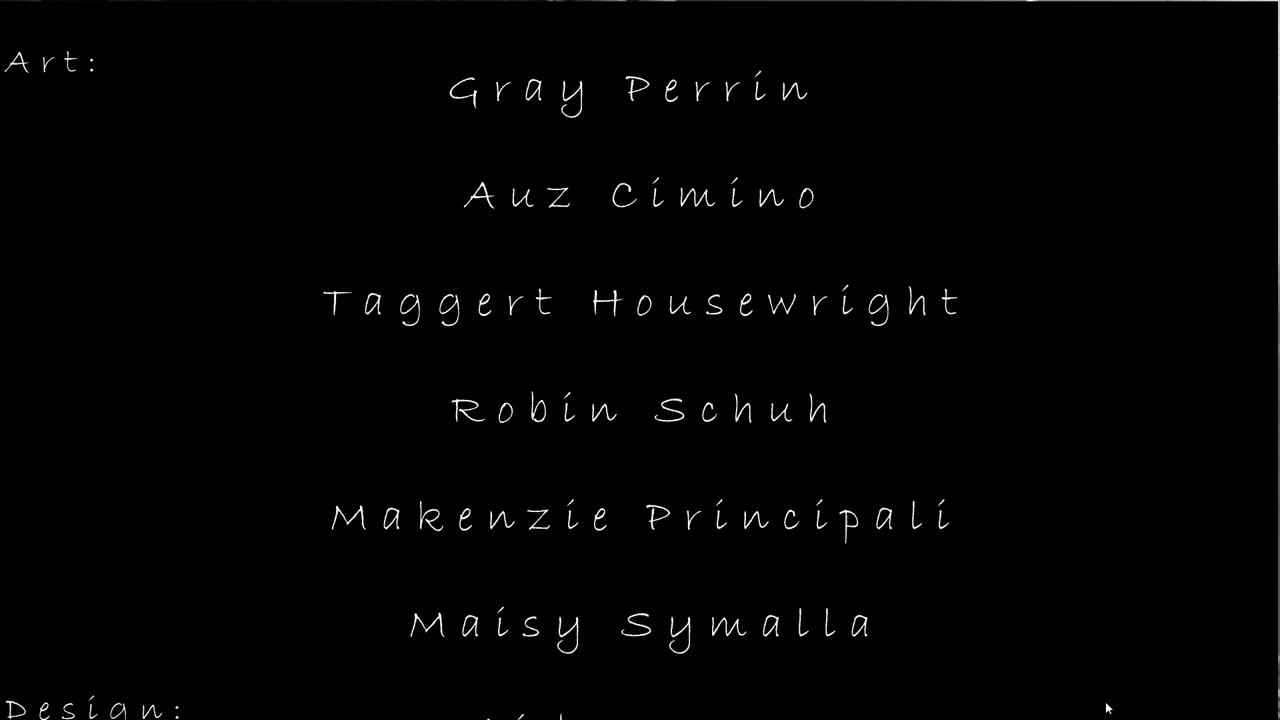 Art:
Gray Perrin
Auz Cimino
Taggert Housewright
Robin Schuh
Makenzie Principali
Maisy Symalla
Design: